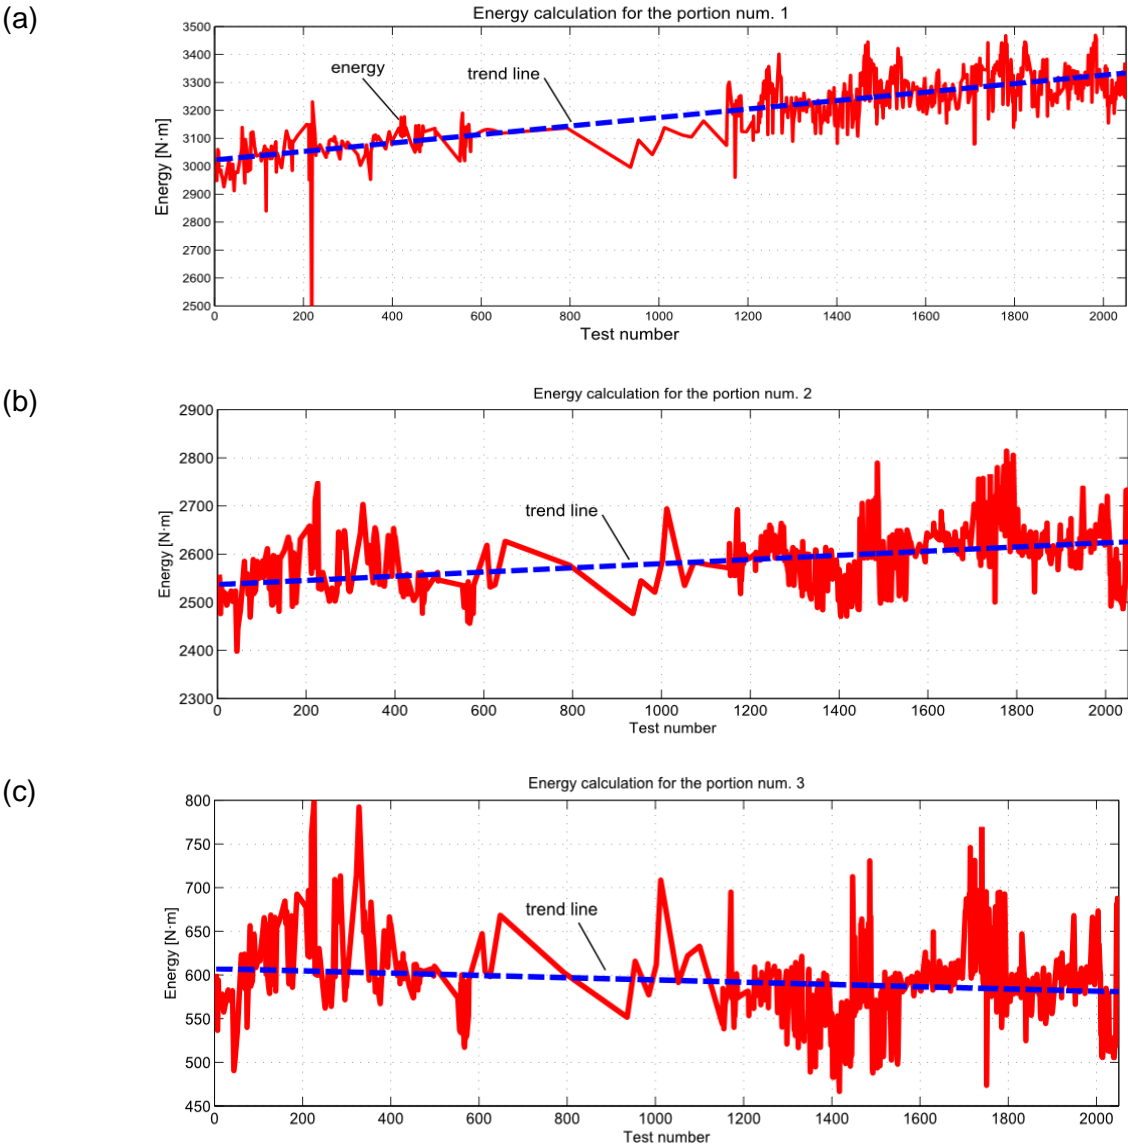 (a)
Energy calculation for the portion num. 1
3500
3400
3300
3200
3100
3000
2900
2800
2700
2600
2500
Energy [N·m]
energy
trend line
0 200 400 600 800 1000 1200 1400 1600 1800 2000
Test number
(b)
Energy calculation for the portion num. 2
2900
2800
2700
2600
2500
2400
2300
Energy [N·m]
trend line
0 200 400 600 800 1000 1200 1400 1600 1800 2000
Test number
(c)
Energy calculation for the portion num. 3
800
750
700
650
600
550
500
450
Energy [N·m]
trend line
0 200 400 600 800 1000 1200 1400 1600 1800 2000
Test number